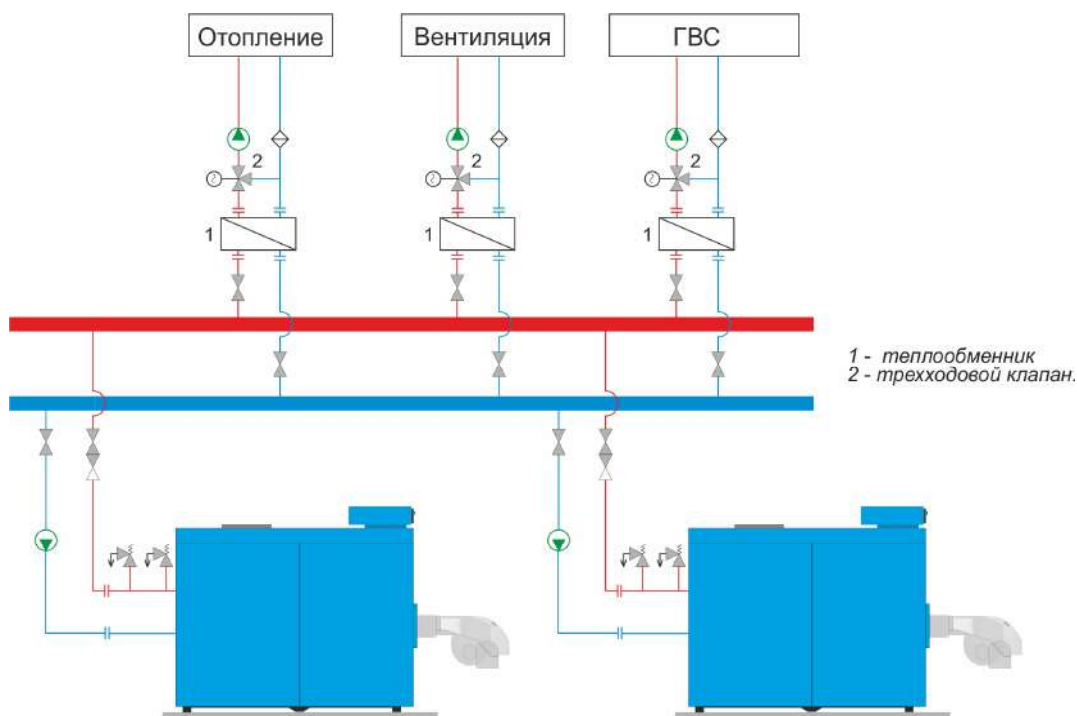 Отопление
Вентиляция
ГВС
2
2
2
1
1
1
1 - теплообменник
2 - трехходовой клапан.